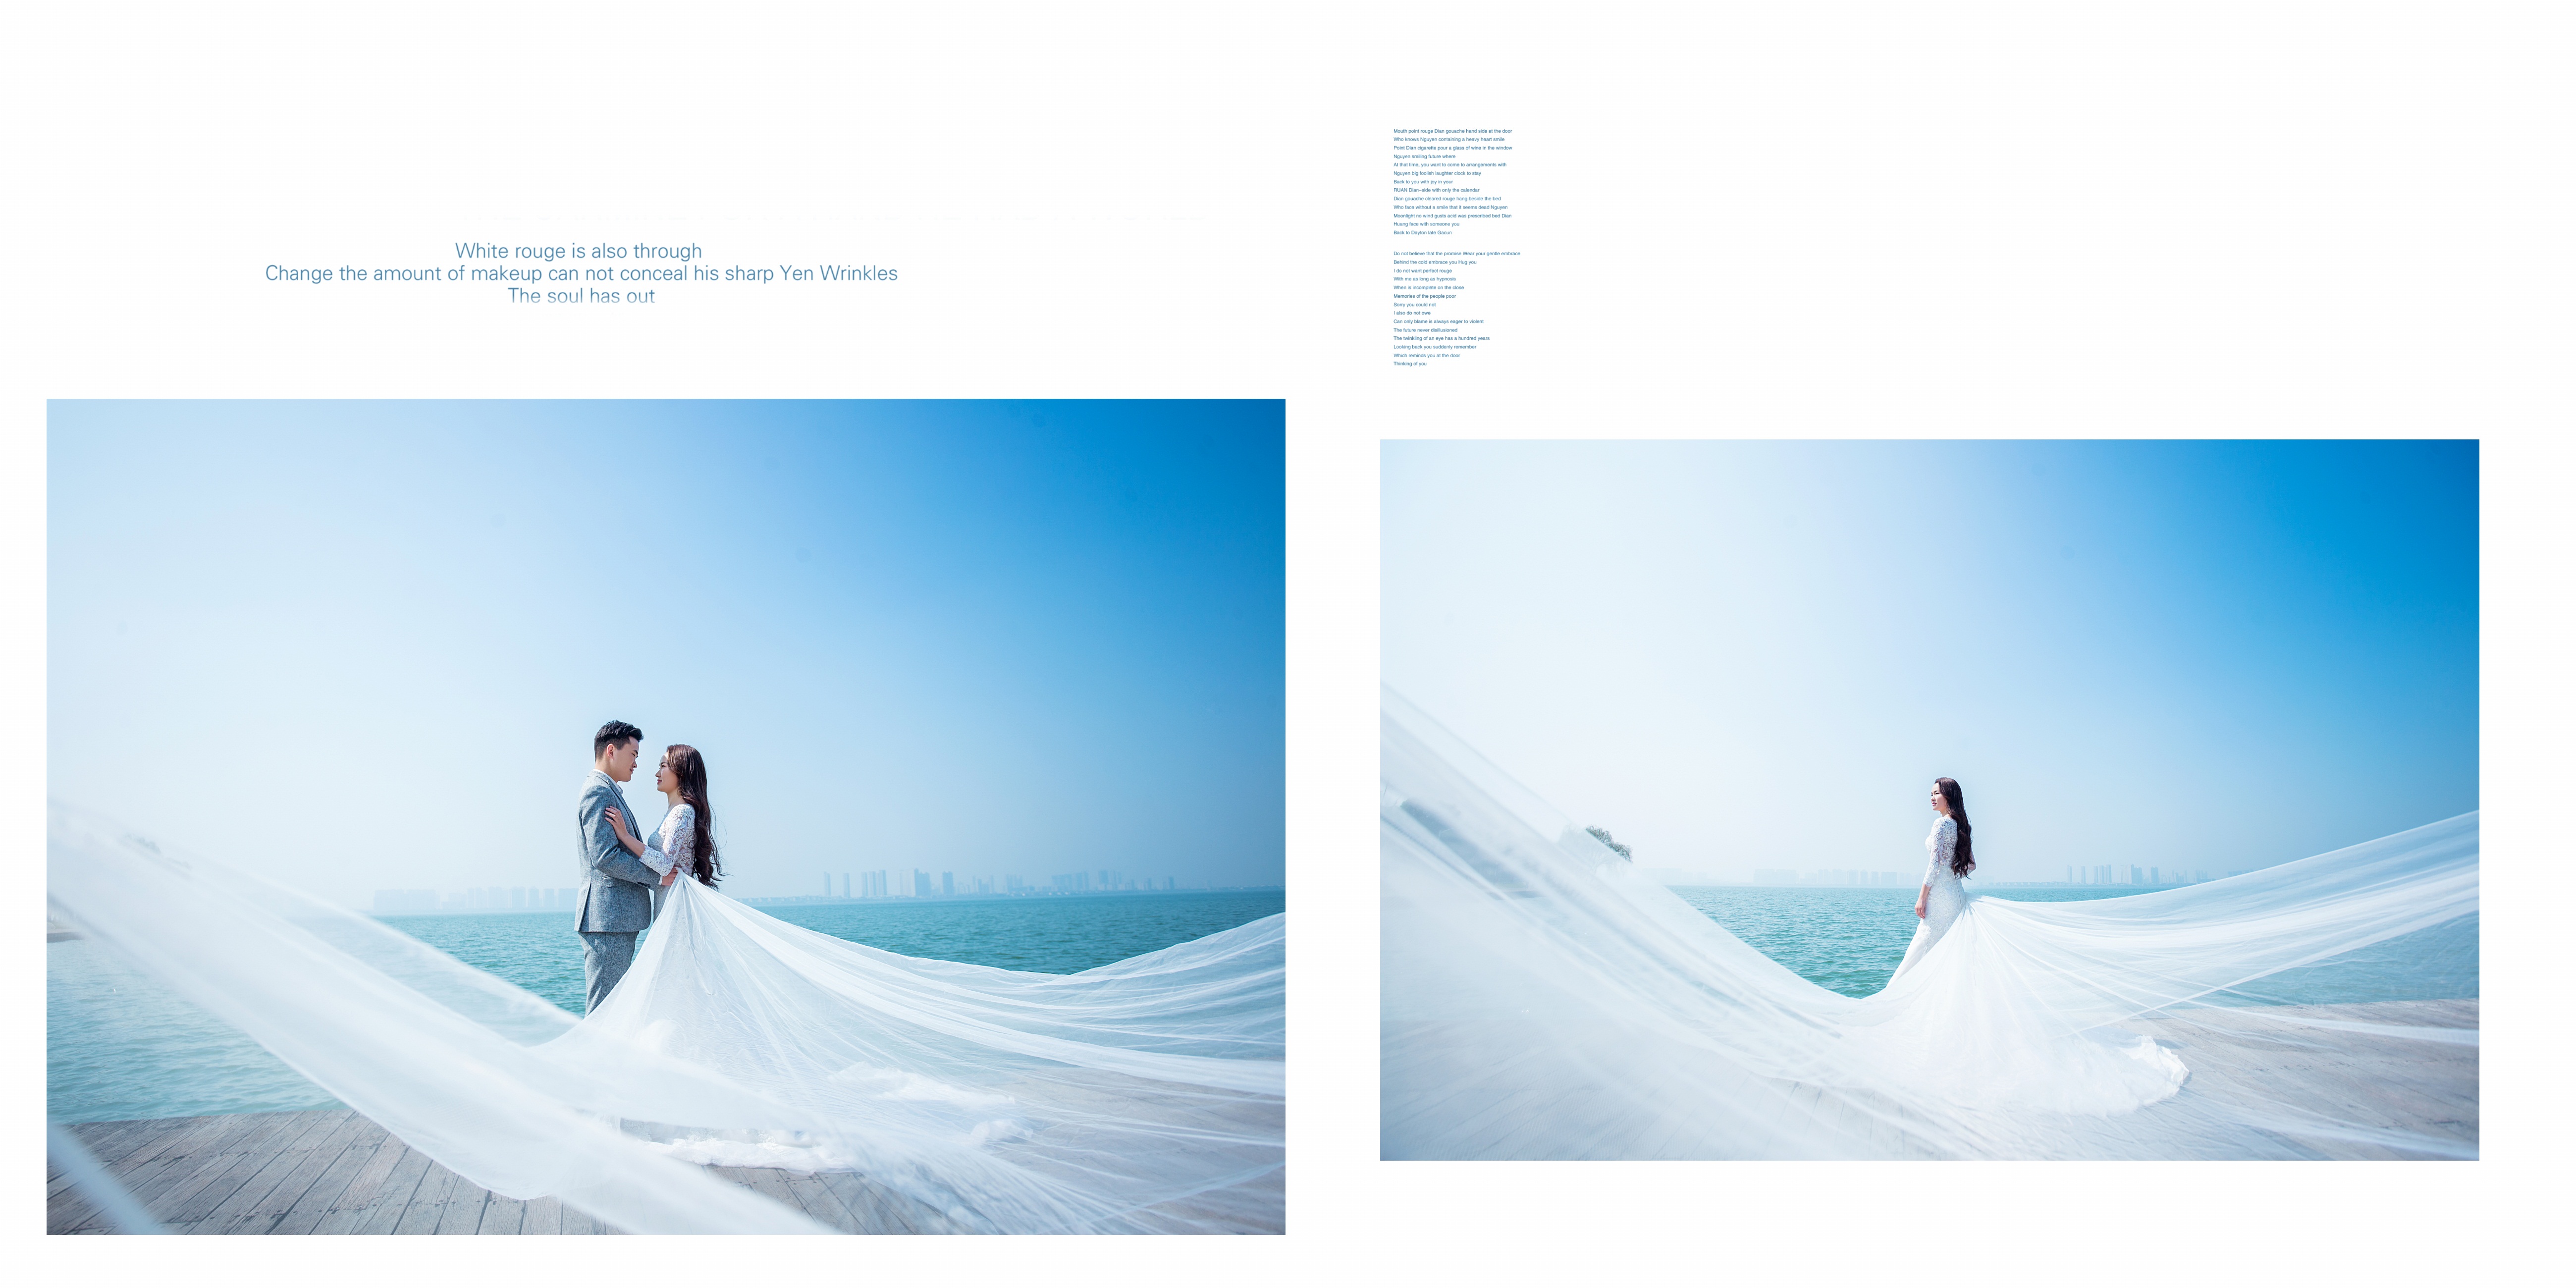 White rouge is also through
Change the amount of makeup can not conceal his sharp Yen Wrinkles
The soul has out
Mouth point rouge Dian gouache hand side at the door
Who knows Nguyen containing a heavy heart smile
Point Dian cigarette pour a glass of wine in the window
Nguyen smiling future where
At that time, you want to come to arrangements with
Nguyen big foolish laughter clock to stay
Back to you with joy in your
RUAN Dian-side with only the calendar
Dian gouache cleared rouge hang beside the bed
Who face without a smile that it seems dead Nguyen
Moonlight no wind gusts acid was prescribed bed Dian
Huang face with someone you
Back to Dayton late Gaoun
Do not believe that the promise Wear your gentle embrace
Behind the cold embrace you Hug you
I do not want perfect rouge
With me as long as hypnosis
When is incomplete on the close
Memories of the people poor
Sorry you could not
I also do not owe
Can only blame is always eager to violent
The future never disillusioned
The twinkling of an eye has a hundred years
Looking back you suddenly remember
Which reminds you at the door
Thinking of you